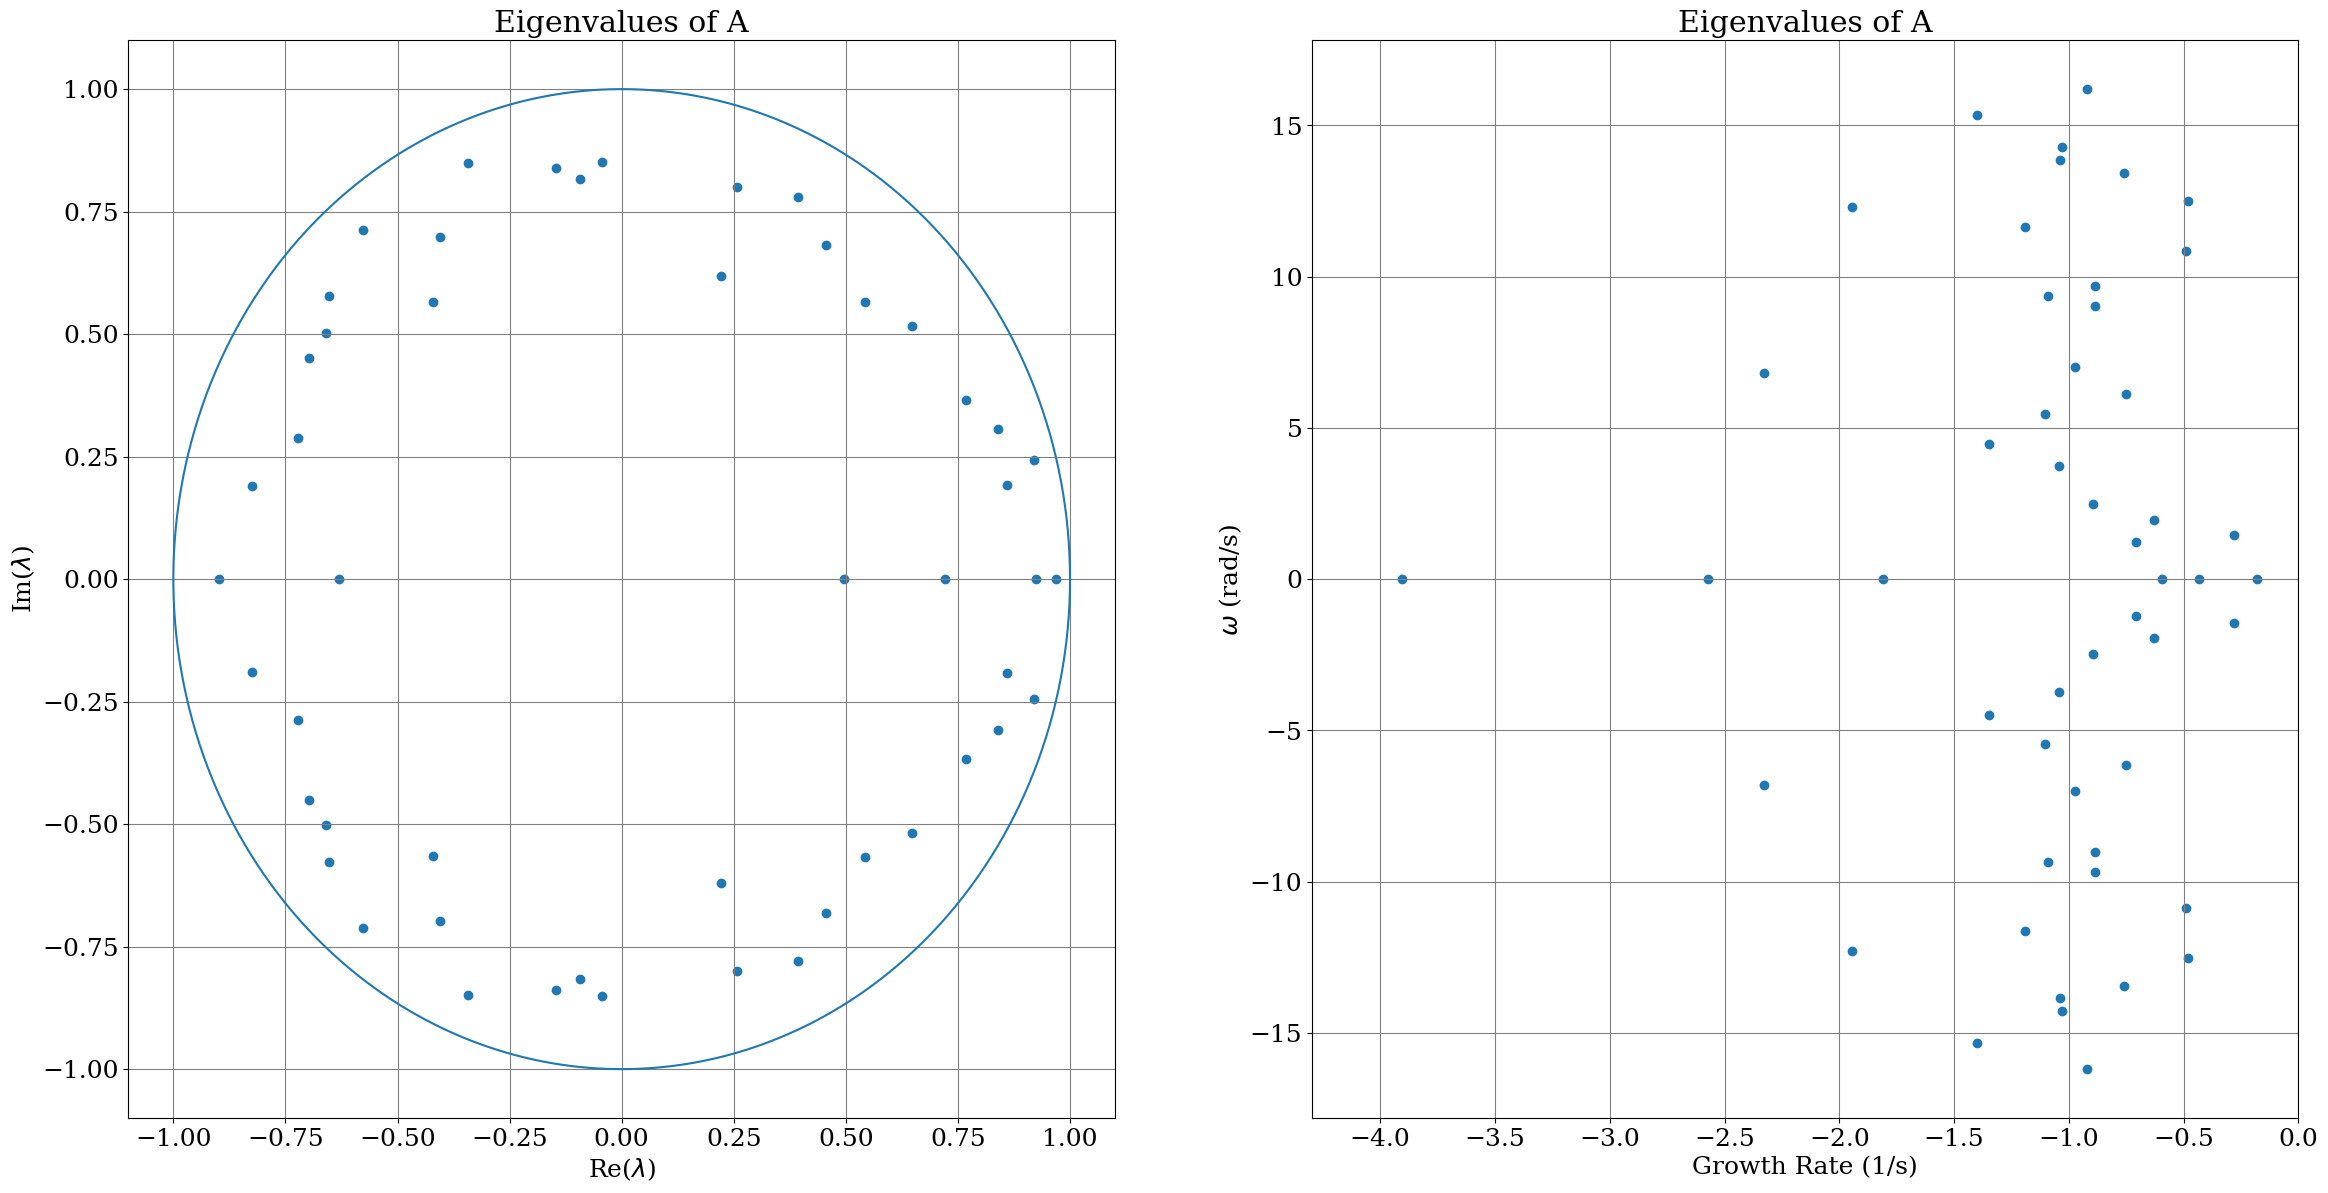 Eigenvalues of A
1.00
0.75
0.50
0.25
0.00
−0.25
−0.50
−0.75
−1.00
Im(λ)
−1.00 −0.75 −0.50 −0.25 0.00 0.25 0.50 0.75 1.00
Re(λ)
Eigenvalues of A
15
10
5
0
−5
−10
−15
ω (rad/s)
−4.0 −3.5 −3.0 −2.5 −2.0 −1.5 −1.0 −0.5 0.0
Growth Rate (1/s)